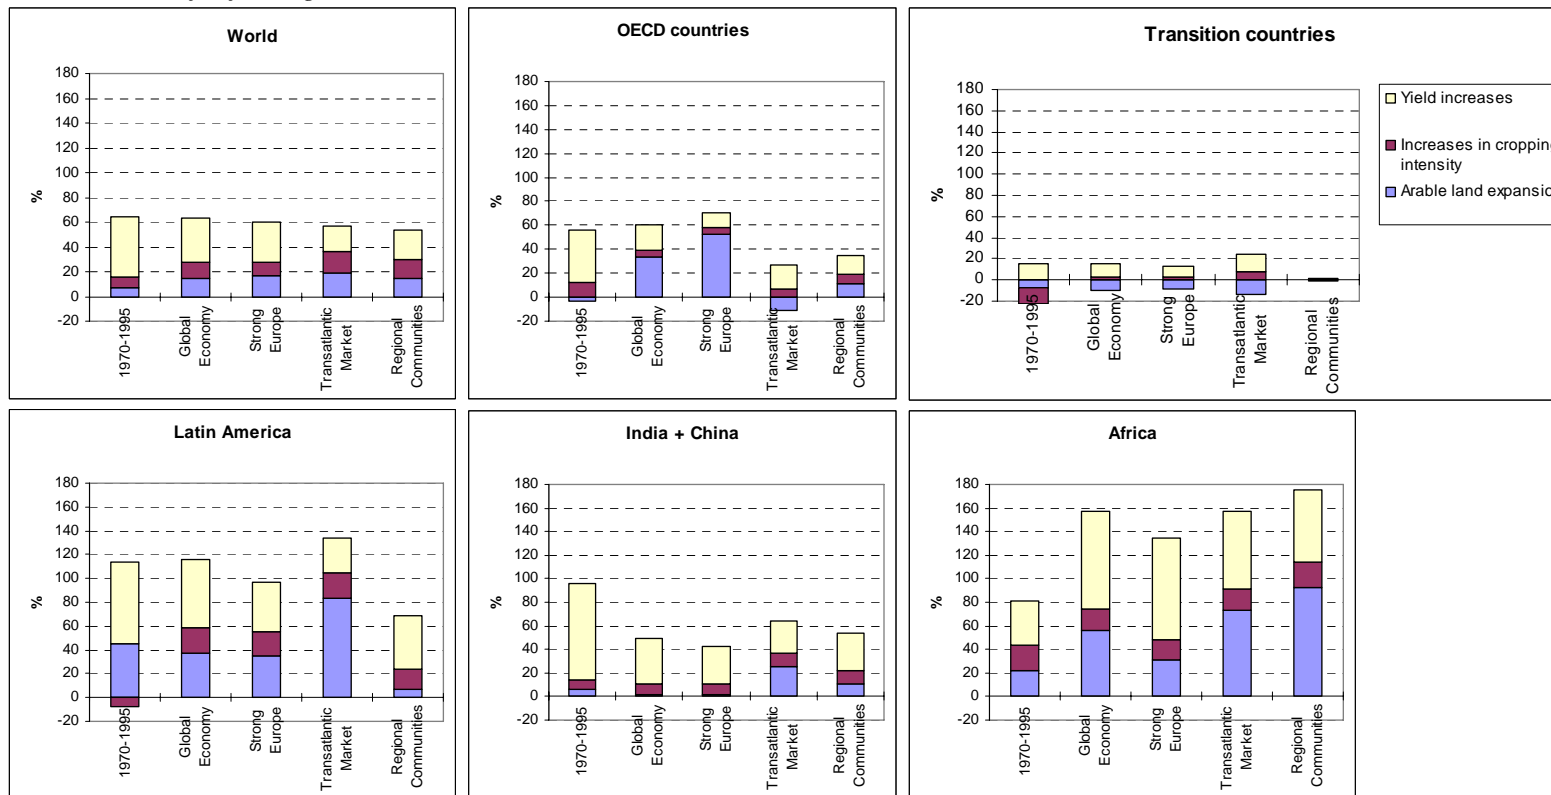 World
180
160
140
120
100
80
60
40
20
0
-20
%
1970-1995
Global
Economy
Strong
Europe
Transatlantic
Market
Regional
Communities
OECD countries
180
160
140
120
100
80
60
40
20
0
-20
%
1970-1995
Global
Economy
Strong
Europe
Transatlantic
Market
Regional
Communities
Transition countries
180
160
140
120
100
80
60
40
20
0
-20
%
1970-1995
Global
Economy
Strong
Europe
Transatlantic
Market
Regional
Communities
Yield increases
Increases in cropping
intensity
Arable land expansio
Latin America
180
160
140
120
100
80
60
40
20
0
-20
%
1970-1995
Global
Economy
Strong
Europe
Transatlantic
Market
Regional
Communities
India + China
180
160
140
120
100
80
60
40
20
0
-20
%
1970-1995
Global
Economy
Strong
Europe
Transatlantic
Market
Regional
Communities
Africa
180
160
140
120
100
80
60
40
20
0
-20
%
1970-1995
Global
Economy
Strong
Europe
Transatlantic
Market
Regional
Communities